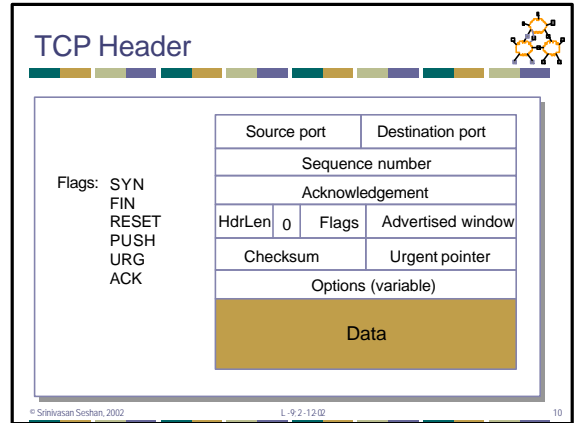 TCP Header
Flags: SYN
FIN
RESET
PUSH
URG
ACK
Source port Destination port
Sequence number
Acknowledgement
HdrLen 0 Flags Advertised window
Checksum Urgent pointer
Options (variable)
Data
© Srinivasan Seshan, 2002 L -9; 2-12-02 10